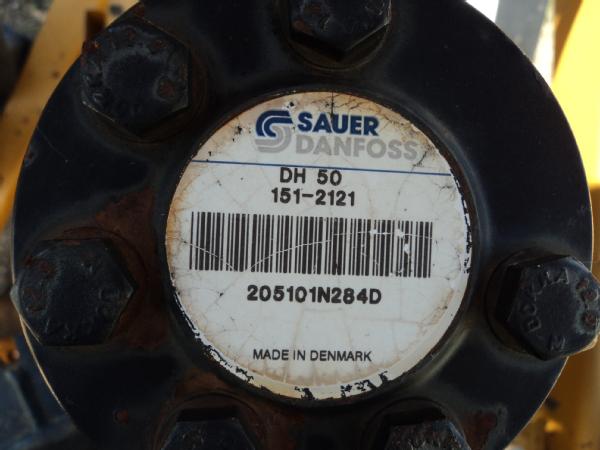 SAUER
DANFOSS
DH 50
151-2121
205101N284D
MADE IN DENMARK